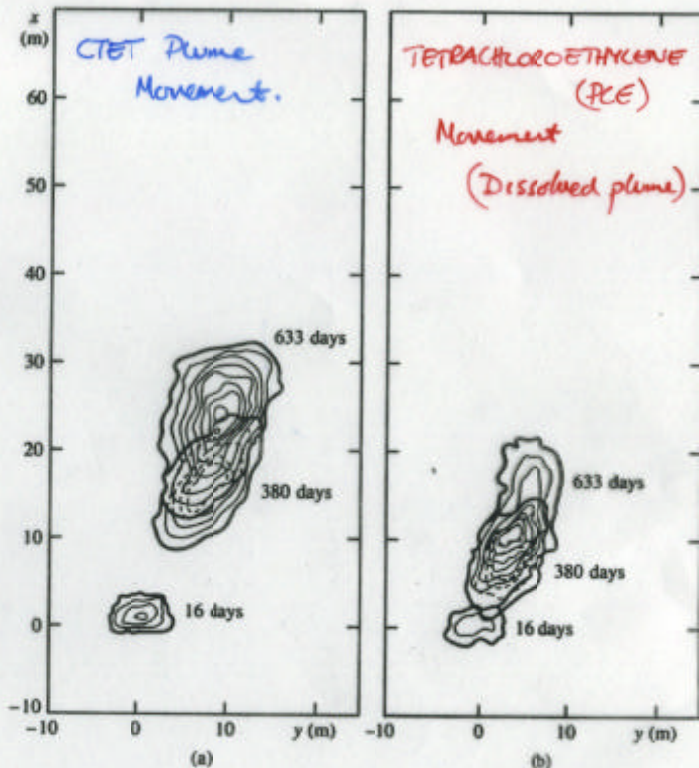 x
(m)
60
50
40
30
20
10
0
-10
CTET Plume
Movement.
633 days
380 days
16 days
-10
0
10
y (m)
(a)
TETRACHLOROETHYLENE
(PCE)
Movement
(Dissolved plume)
633 days
380 days
16 days
-10
0
10
y (m)
(b)